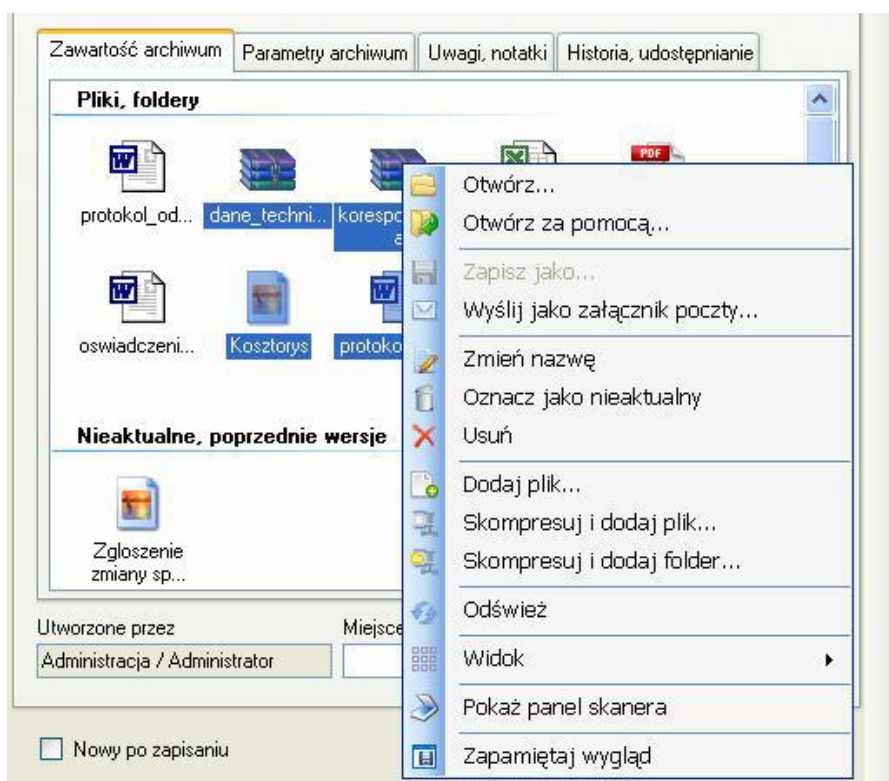 Zawartość archiwum Parametry archiwum Uwagi, notatki Historia, udostępnianie
Pliki, foldery
PDF
protokol_od... dane_techni... korespo
a
oswiadczeni... Kosztorys protoko
Nieaktualne, poprzednie wersje
Zgloszenie
zmiany sp...
Utworzone przez Miejsce
Administracja / Administrator
Nowy po zapisaniu
Otwórz...
Otwórz za pomocą...
Zapisz jako...
Wyślij jako załącznik poczty...
Zmień nazwę
Oznacz jako nieaktualny
Usuń
Dodaj plik...
Skompresuj i dodaj plik...
Skompresuj i dodaj folder...
Odśwież
Widok
Pokaż panel skanera
Zapamiętaj wygląd